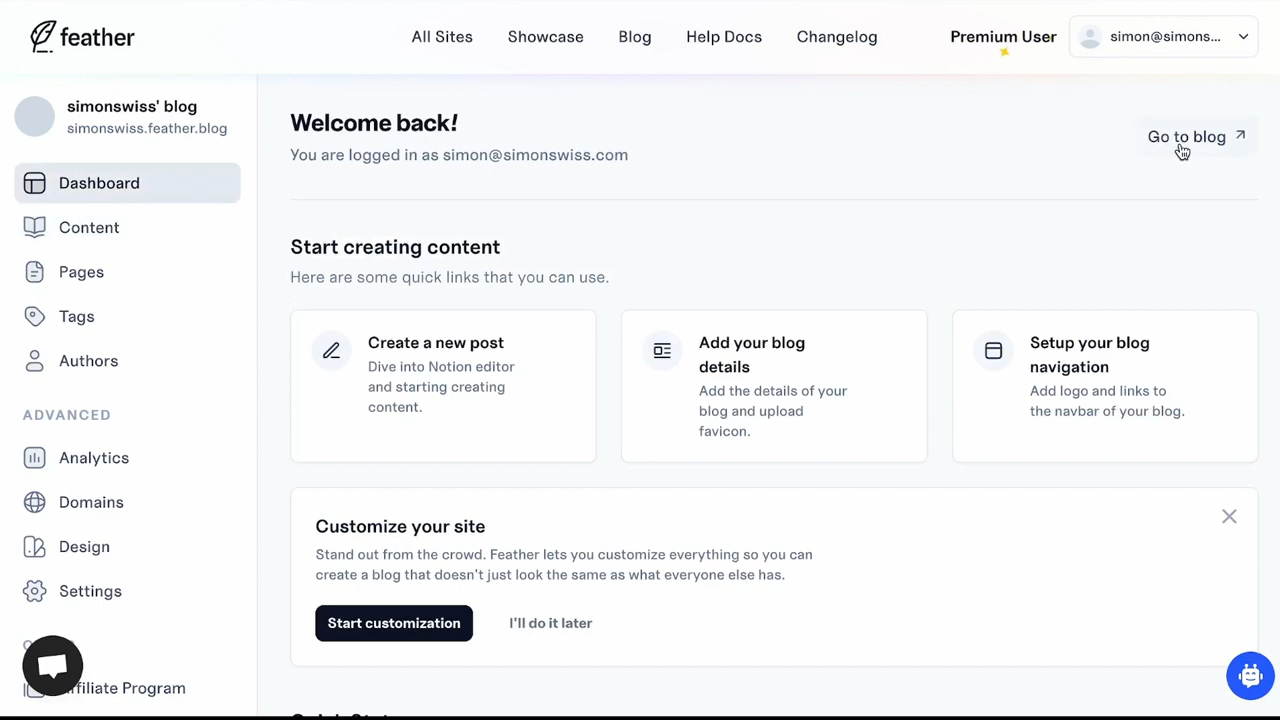 feather
All Sites
Showcase
Blog
Help Docs
Changelog
Premium User
simon@simons...
simonswiss' blog
simonswiss.feather.blog
Dashboard
Content
Pages
Tags
Authors
ADVANCED
Analytics
Domains
Design
Settings
Affiliate Program
Welcome back!
You are logged in as simon@simonswiss.com
Go to blog
Start creating content
Here are some quick links that you can use.
Create a new post
Dive into Notion editor
and starting creating
content.
Add your blog
details
Add the details of your
blog and upload
favicon.
Setup your blog
navigation
Add logo and links to
the navbar of your blog.
Customize your site
Stand out from the crowd. Feather lets you customize everything so you can
create a blog that doesn't just look the same as what everyone else has.
Start customization
I'll do it later